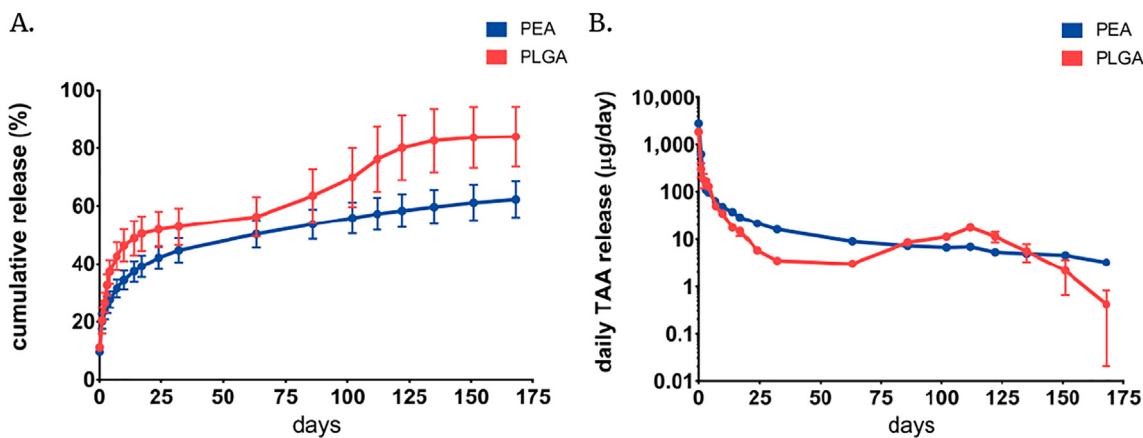 A.
PEA
PLGA
cumulative release (%)
100
80
60
40
20
0
0
25
50
75
100
125
150
175
days
B.
PEA
PLGA
daily TAA release (µg/day)
10,000
1,000
100
10
1
0.1
0.01
0
25
50
75
100
125
150
175
days